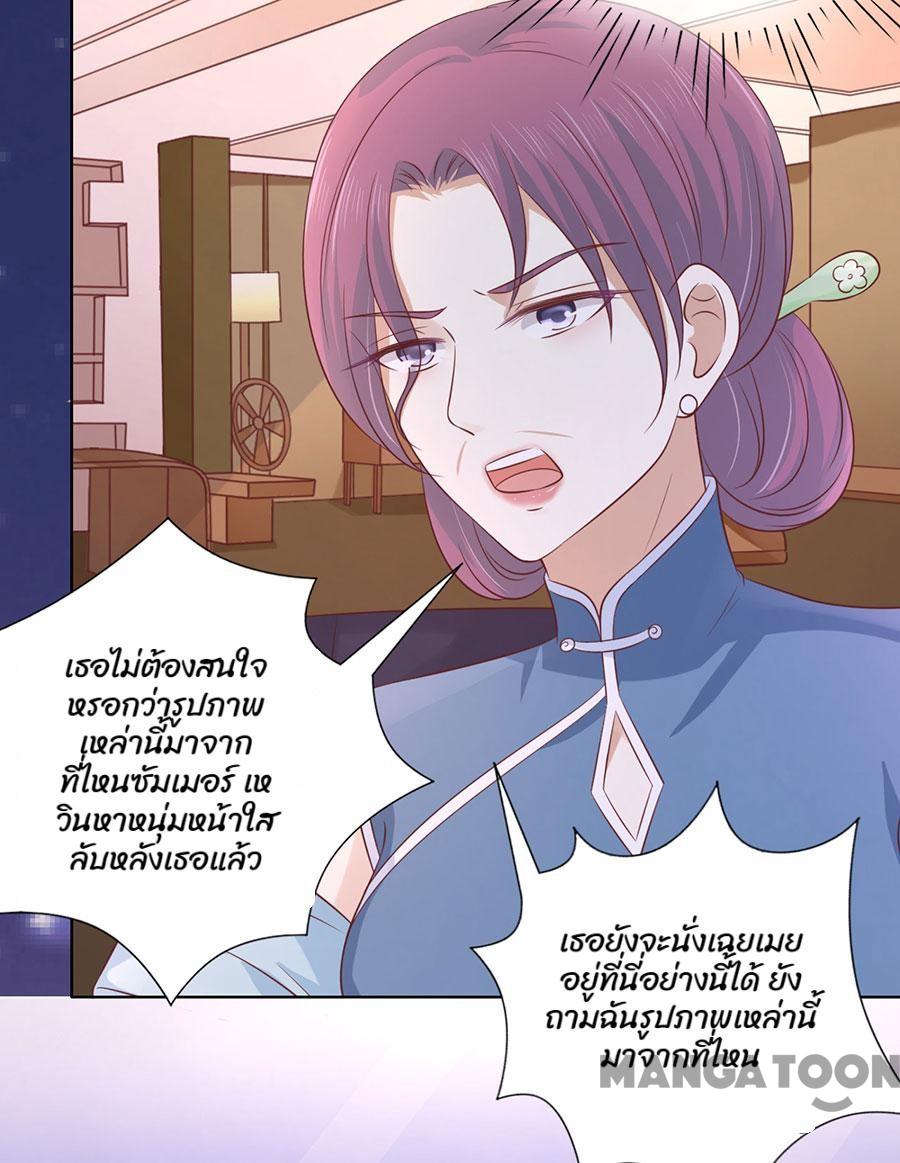 เธอไม่ต้องสนใจ
หรอกว่ารูปภาพ
เหล่านี้มาจาก
ที่ไหนซัมเมอร์ เห
วินหาหนุ่มหน้าใส
ลับหลังเธอแล้ว
เธอยังจะนั่งเฉยเมย
อยู่ที่นี่อย่างนี้ได้ ยัง
ถามฉันรูปภาพเหล่านี้
มาจากที่ไหน
MANGATOON